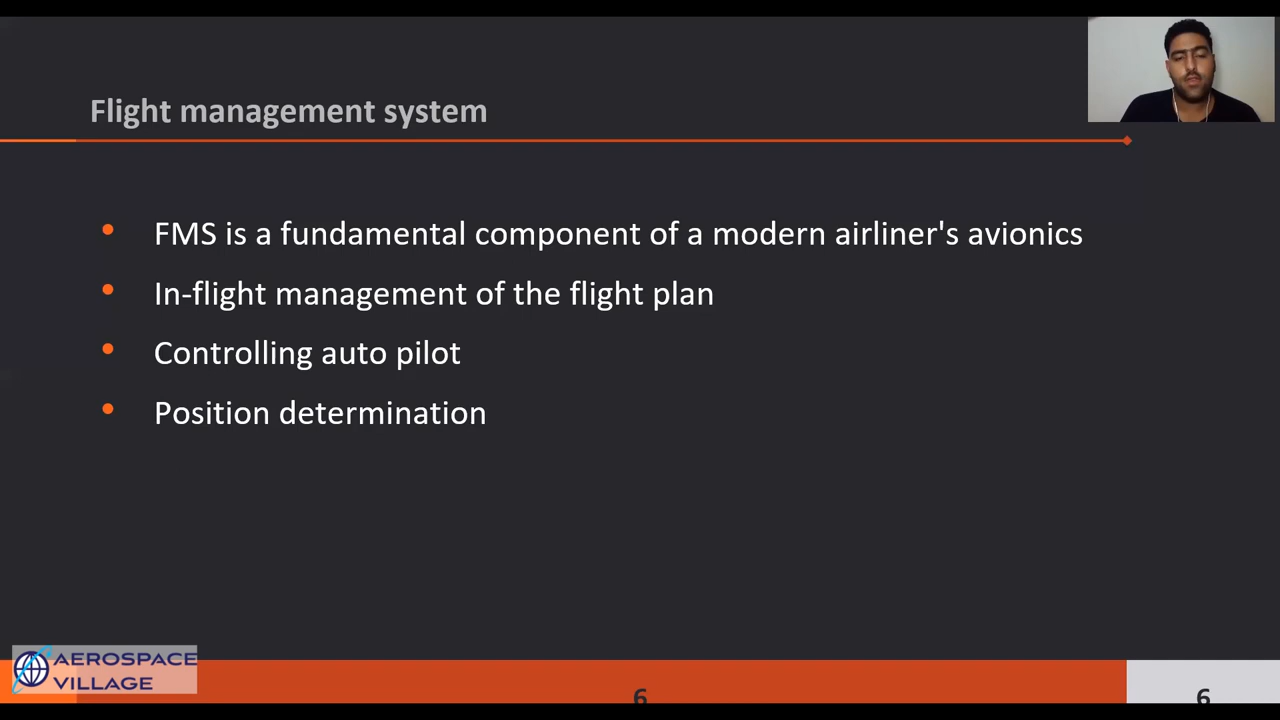 Flight management system
FMS is a fundamental component of a modern airliner's avionics
In-flight management of the flight plan
Controlling auto pilot
Position determination
AEROSPACE
VILLAGE
6
6